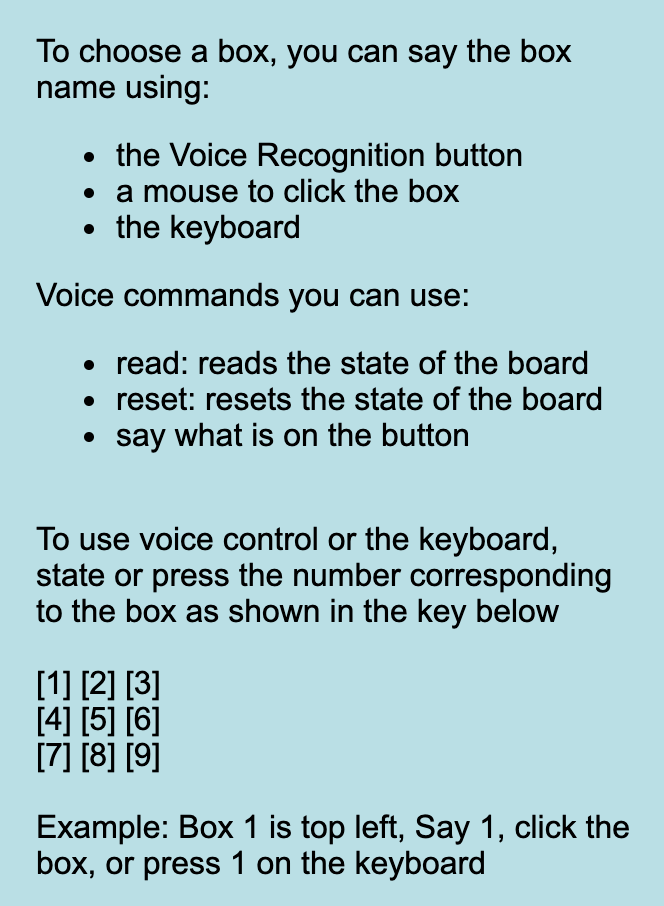 To choose a box, you can say the box
name using:
• the Voice Recognition button
• a mouse to click the box
• the keyboard
Voice commands you can use:
• read: reads the state of the board
• reset: resets the state of the board
• say what is on the button
To use voice control or the keyboard,
state or press the number corresponding
to the box as shown in the key below
[1] [2] [3]
[4] [5] [6]
[7] [8] [9]
Example: Box 1 is top left, Say 1, click the
box, or press 1 on the keyboard